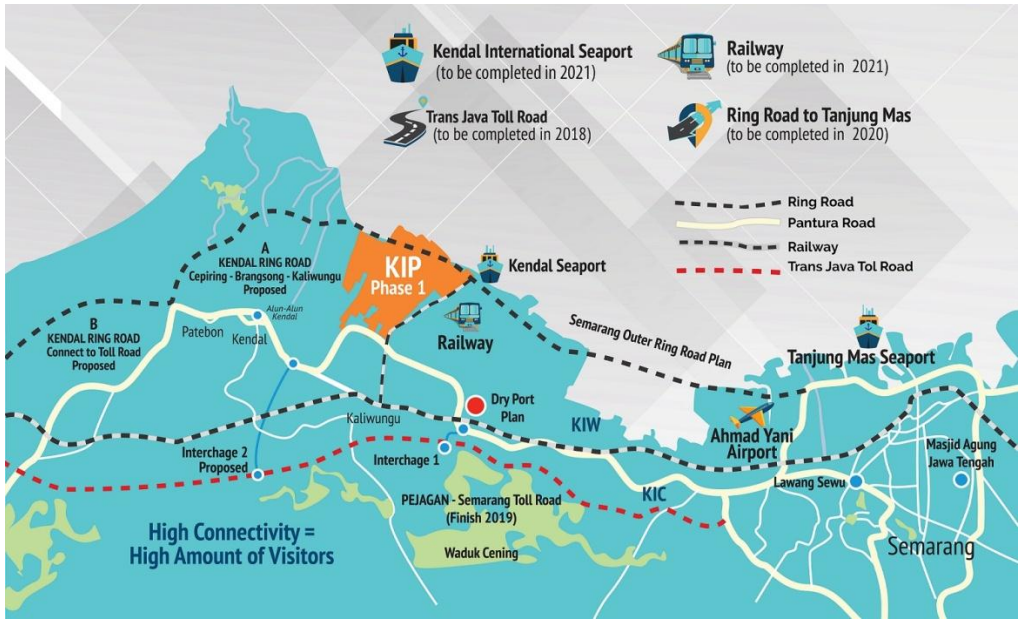 Kendal International Seaport
(to be completed in 2021)
Railway
(to be completed in 2021)
Trans Java Toll Road
(to be completed in 2018)
Ring Road to Tanjung Mas
(to be completed in 2020)
Ring Road
Pantura Road
Railway
Trans Java Tol Road
A
KENDAL RING ROAD
Cepiring - Brangsong - Kaliwungu
Proposed
KIP
Phase 1
Kendal Seaport
B
KENDAL RING ROAD
Connect to Toll Road
Proposed
Patebon
Alun-Alun
Kendal
Kendal
Railway
Semarang Outer Ring Road Plan
Tanjung Mas Seaport
Kaliwungu
Dry Port
Plan
KIW
Ahmad Yani
Airport
Masjid Agung
Jawa Tengah
Interchage 2
Proposed
Interchage 1
Lawang Sewu
PEJAGAN - Semarang Toll Road
(Finish 2019)
KIC
High Connectivity =
High Amount of Visitors
Waduk Cening
Semarang